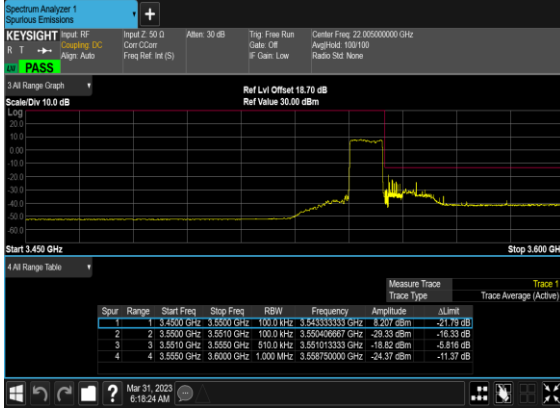 Spectrum Analyzer 1
Spurious Emissions
+
KEYSIGHT Input: RF Input Z: 50 Ω Atten: 30 dB Trig: Free Run Center Freq: 22.005000000 GHz
R T Coupling: DC Corr CCorr Gate: Off Avg|Hold: 100/100
Align: Auto Freq Ref: Int (S) IF Gain: Low Radio Std: None
PASS
3 All Range Graph Ref Lvl Offset 18.70 dB
Scale/Div 10.0 dB Ref Value 30.00 dBm
Log
20.0
10.0
0.00
-10.0
-20.0
-30.0
-40.0
-50.0
-60.0
Start 3.450 GHz Stop 3.600 GH
4 All Range Table
Measure Trace Trace 1
Trace Type Trace Average (Active)
Spur Range Start Freq Stop Freq RBW Frequency Amplitude ΔLimit
1 1 3.4500 GHz 3.5500 GHz 100.0 kHz 3.543333333 GHz 8.207 dBm -21.79 dB
2 2 3.5500 GHz 3.5510 GHz 100.0 kHz 3.550406667 GHz -29.33 dBm -16.33 dB
3 3 3.5510 GHz 3.5550 GHz 510.0 kHz 3.551013333 GHz -18.82 dBm -5.816 dB
4 4 3.5550 GHz 3.6000 GHz 1.000 MHz 3.558750000 GHz -24.37 dBm -11.37 dB
? Mar 31, 2023
6:18:24 AM